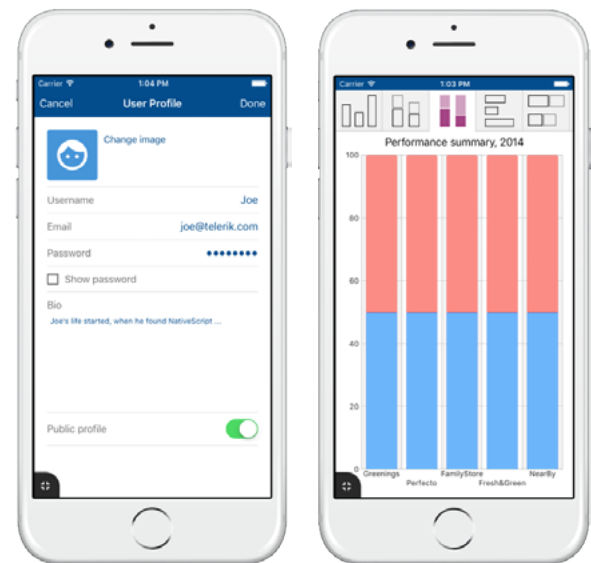 Carrier 1:04 PM
Cancel User Profile Done
Change image
Username Joe
Email joe@telerik.com
Password ••••••••
Show password
Bio
Joe's life started, when he found NativeScript ...
Public profile
Carrier 1:03 PM
Performance summary, 2014
100
80
60
40
20
0
Greenings FamilyStore NearBy
Perfecto Fresh&Green